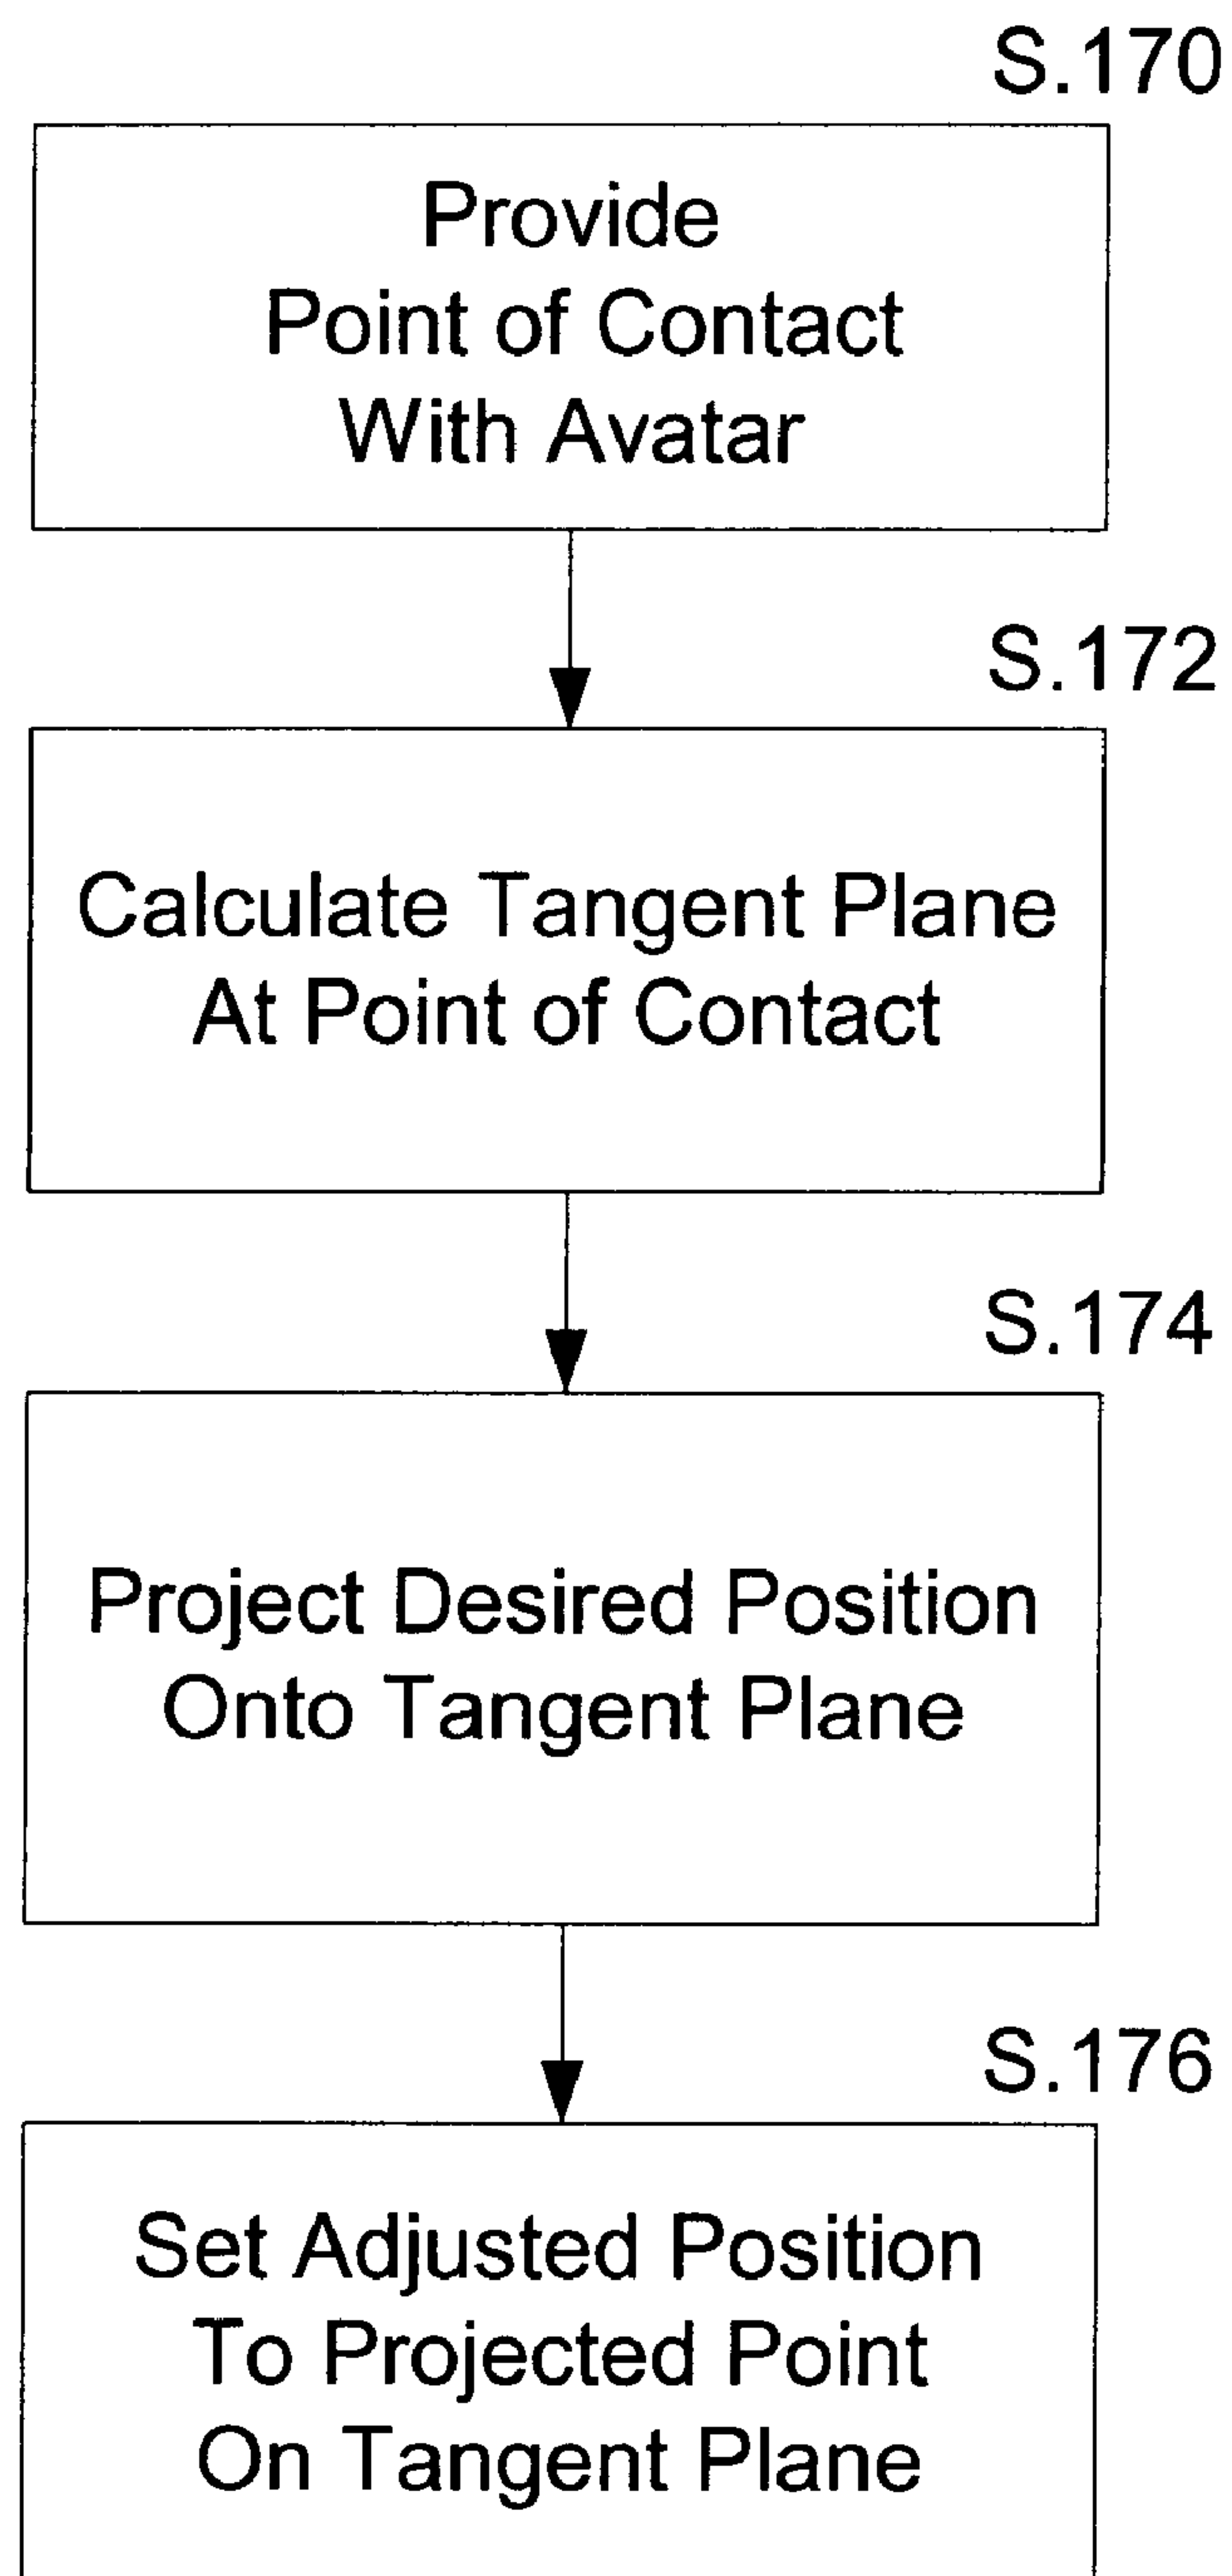 S.170
Provide
Point of Contact
With Avatar
S.172
Calculate Tangent Plane
At Point of Contact
S.174
Project Desired Position
Onto Tangent Plane
S.176
Set Adjusted Position
To Projected Point
On Tangent Plane